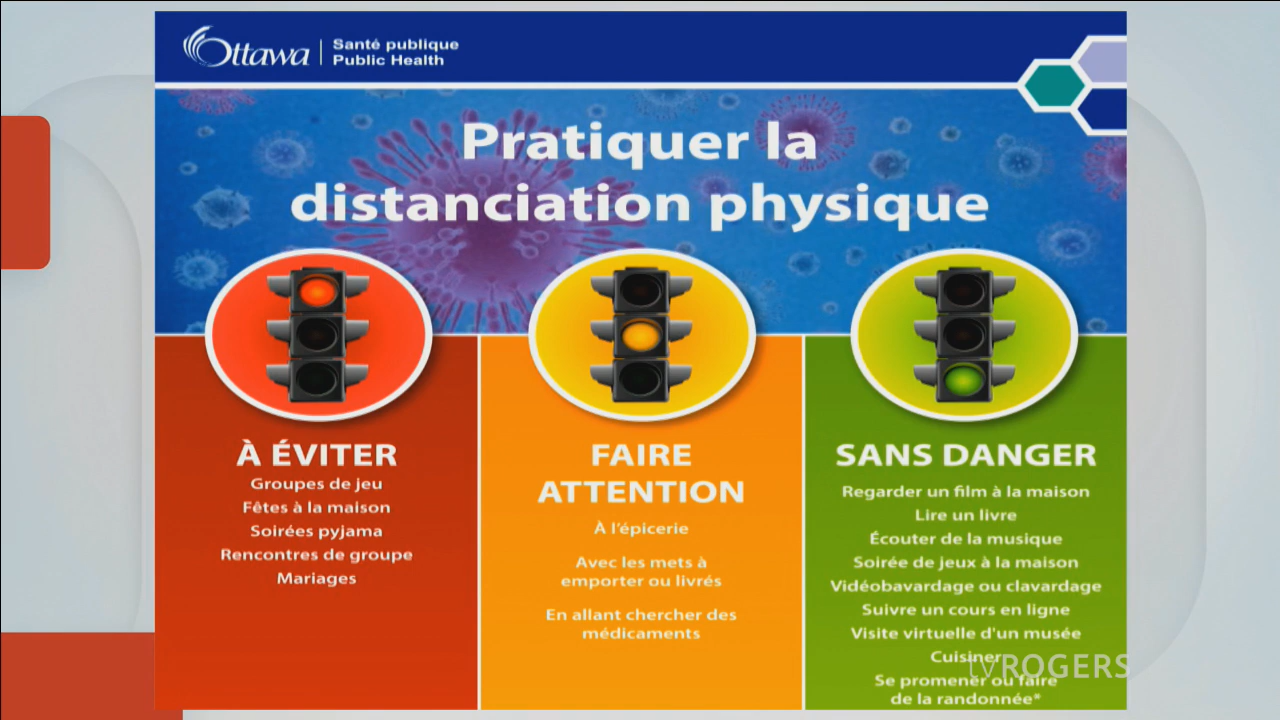 Ottawa
Santé publique
Public Health
Pratiquer la
distanciation physique
À ÉVITER
Groupes de jeu
Fêtes à la maison
Soirées pyjama
Rencontres de groupe
Mariages
FAIRE
ATTENTION
À l'épicerie
Avec les mets à
emporter ou livrés
En allant chercher des
médicaments
SANS DANGER
Regarder un film à la maison
Lire un livre
Écouter de la musique
Soirée de jeux à la maison
Vidéobavardage ou clavardage
Suivre un cours en ligne
Visite virtuelle d'un musée
Cuisiner
Se promener ou faire
de la randonnée*
tvROGERS